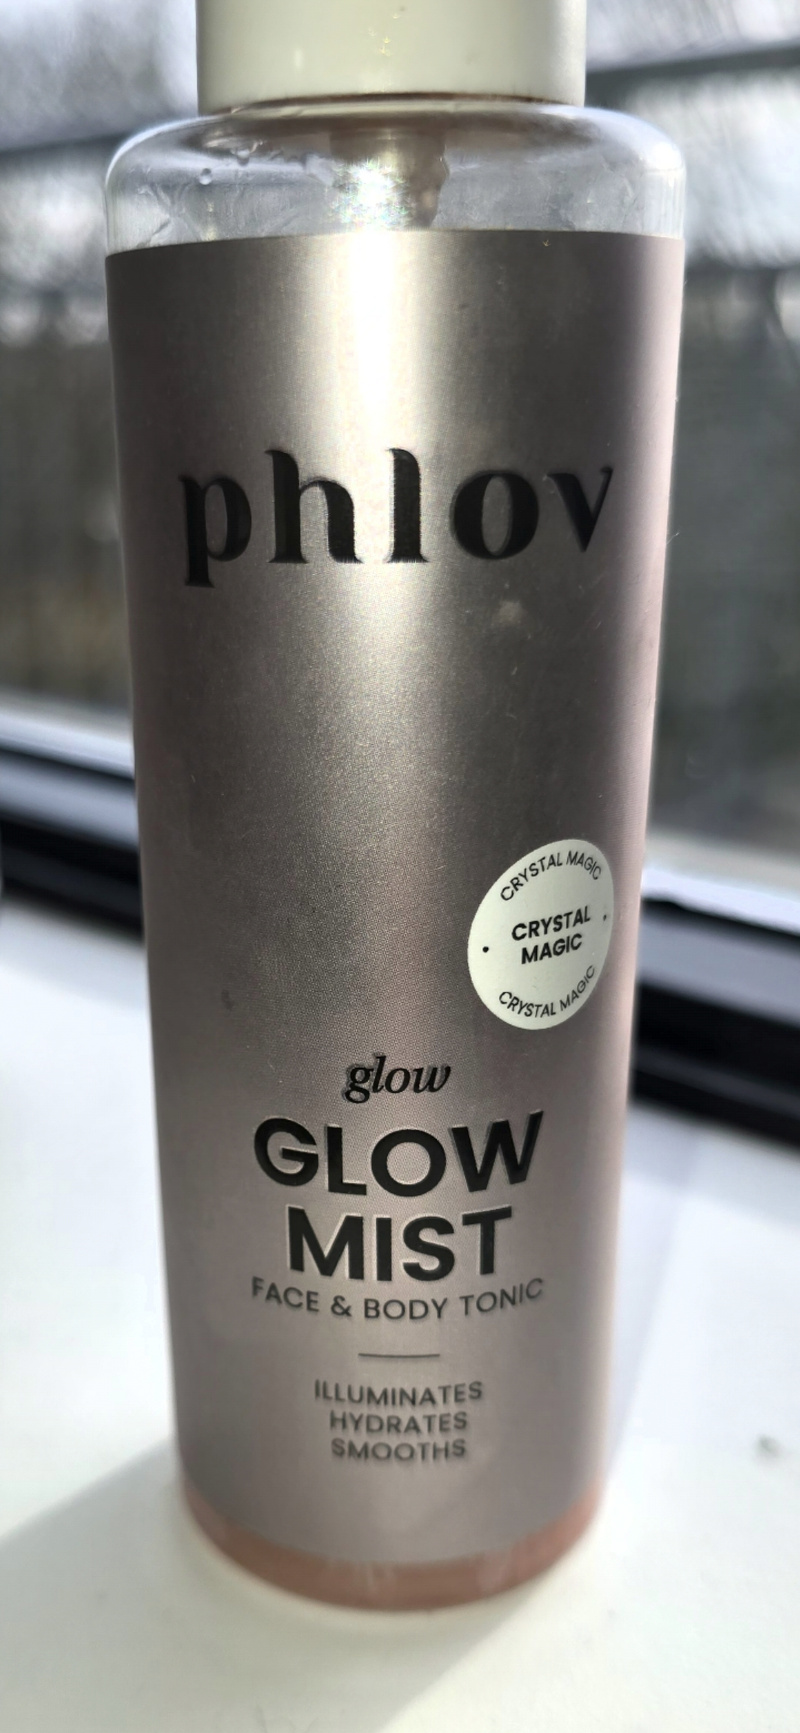 phlov
CRYSTAL MAGIC
CRYSTAL
MAGIC
CRYSTAL MAGIC
glow
GLOW
MIST
FACE & BODY TONIC
ILLUMINATES
HYDRATES
SMOOTHS